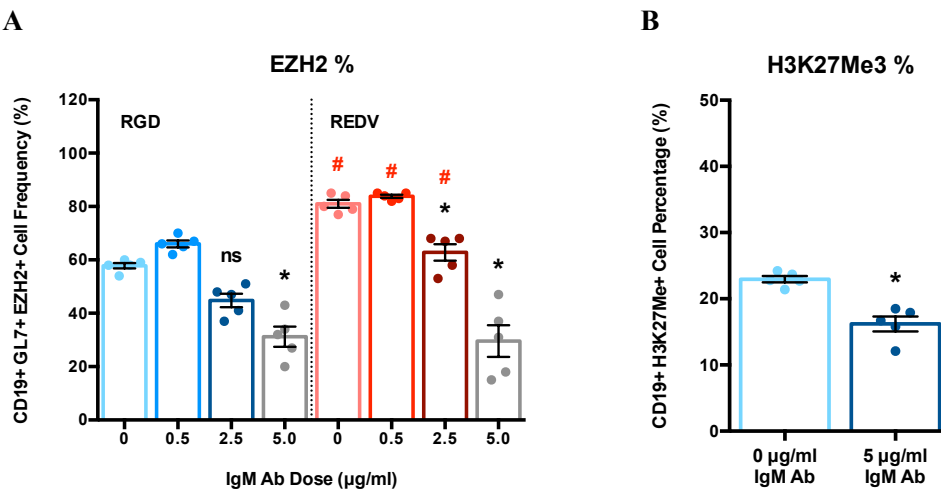 A
EZH2 %
CD19+ GL7+ EZH2+ Cell Frequency (%)
120
100
80
60
40
20
0
RGD
REDV
ns
*
#
#
#
*
*
0
0.5
2.5
5.0
0
0.5
2.5
5.0
IgM Ab Dose (µg/ml)
B
H3K27Me3 %
CD19+ H3K27Me+ Cell Percentage (%)
50
40
30
20
10
0
*
0 µg/ml
IgM Ab
5 µg/ml
IgM Ab